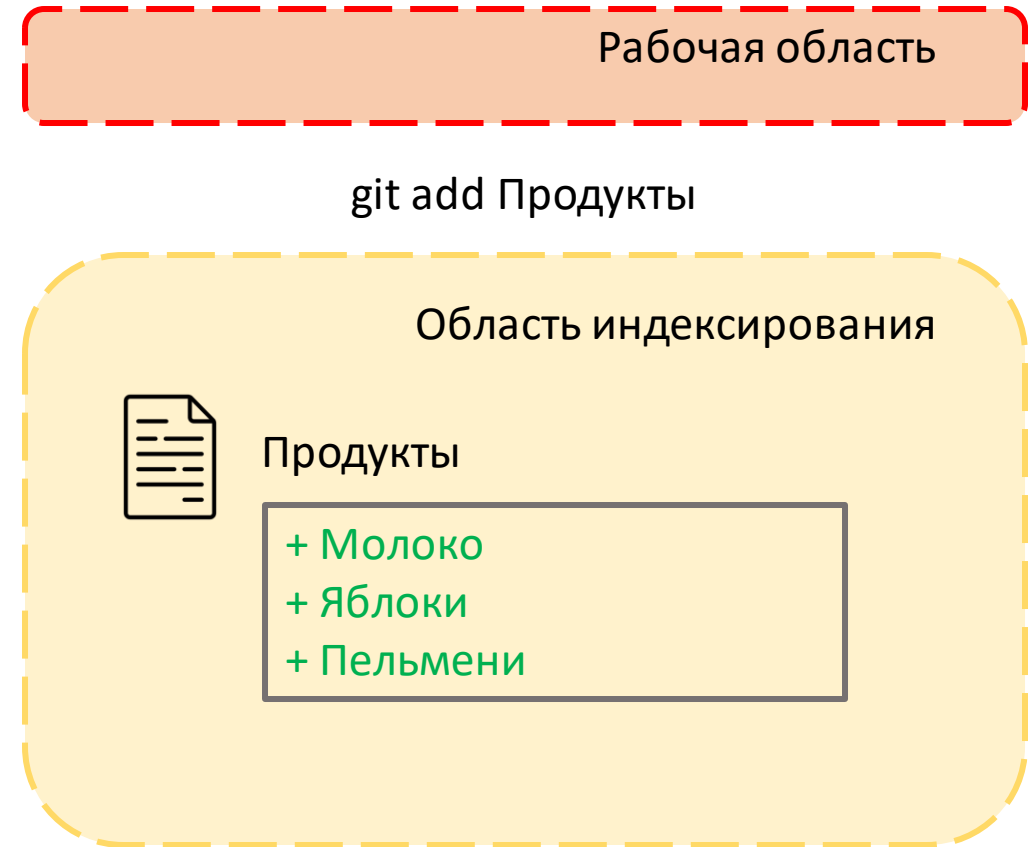 Рабочая область
git add Продукты
Область индексирования
Продукты
+ Молоко
+ Яблоки
+ Пельмени